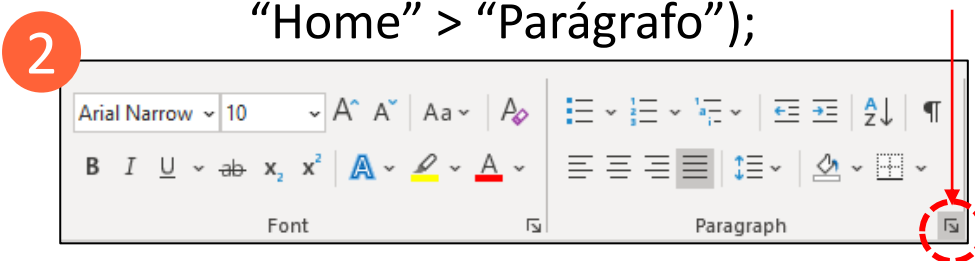 “Home” > “Parágrafo”);
2
Arial Narrow 10 Aa
B I U ab x₂ x²
Font Paragraph